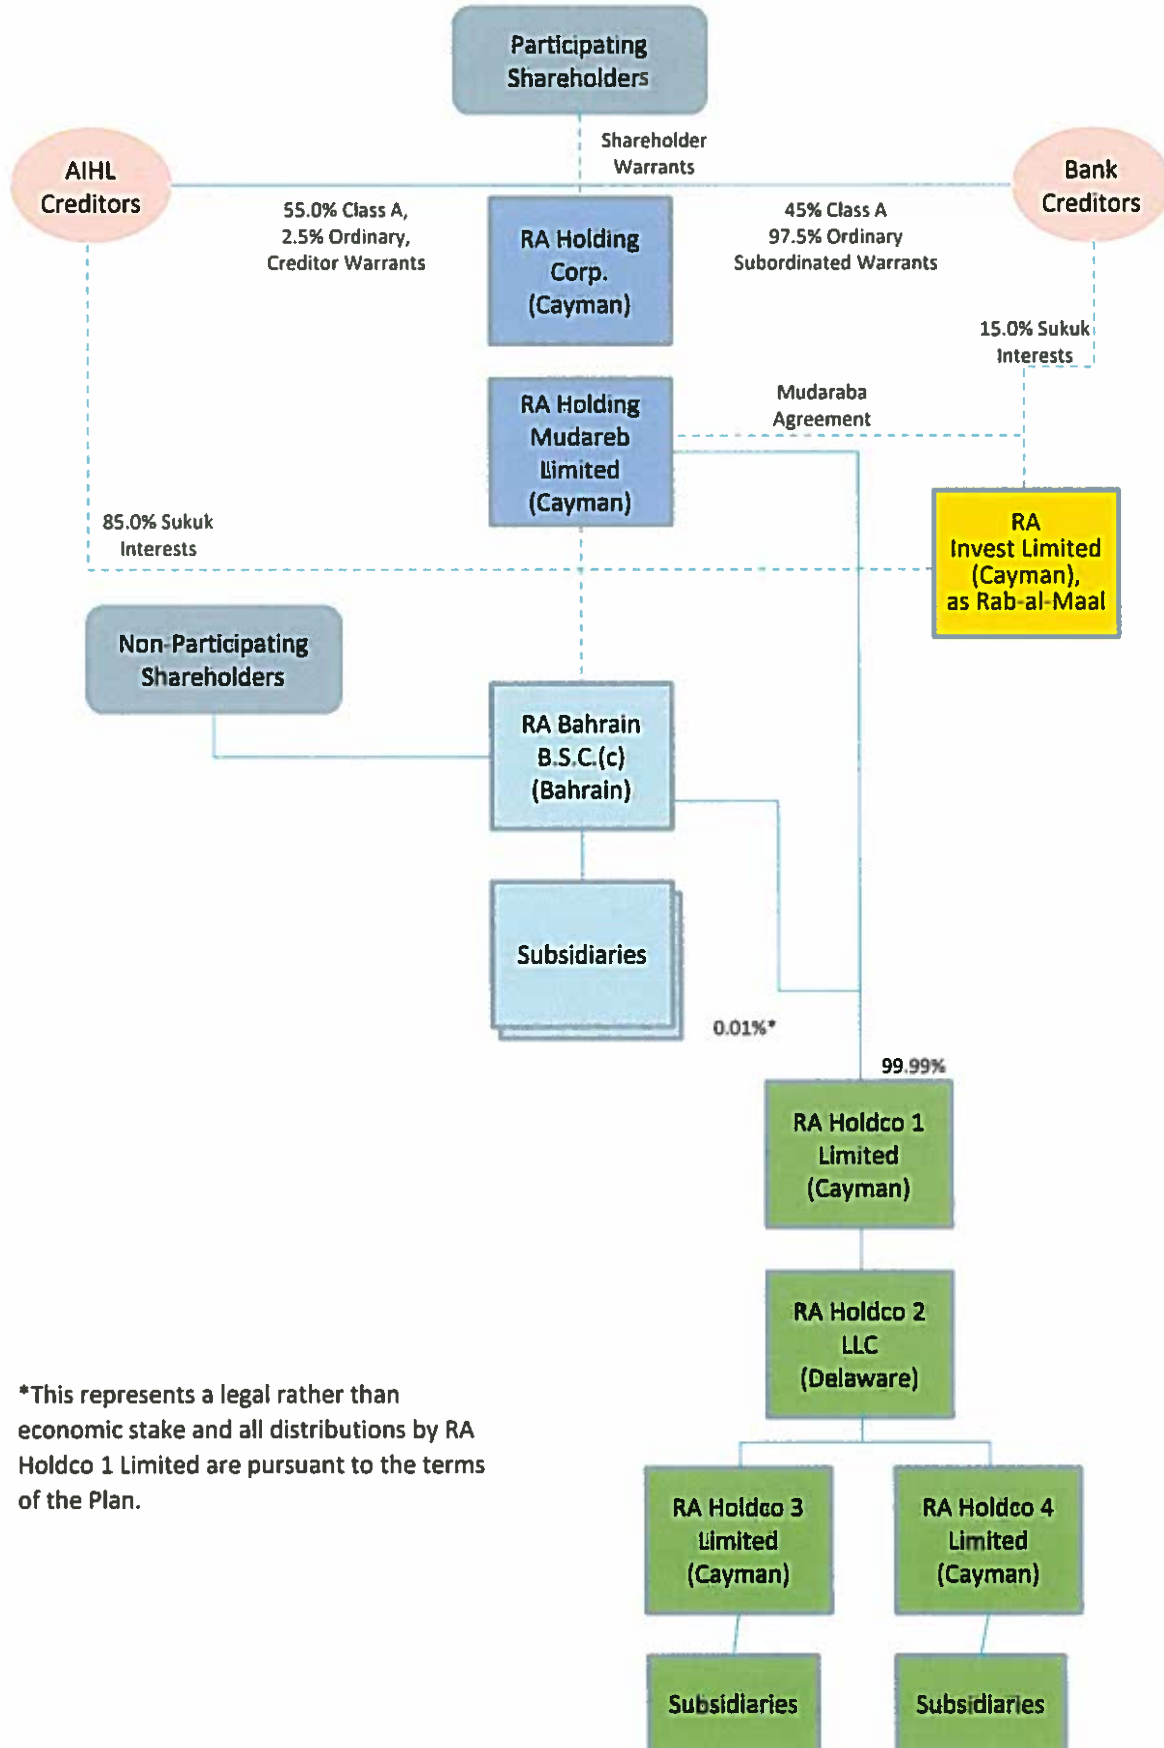 Participating
Shareholders
Shareholder
Warrants
AIHL
Creditors
Bank
Creditors
55.0% Class A,
2.5% Ordinary,
Creditor Warrants
RA Holding
Corp.
(Cayman)
45% Class A
97.5% Ordinary
Subordinated Warrants
15.0% Sukuk
Interests
RA Holding
Mudareb
Limited
(Cayman)
Mudaraba
Agreement
85.0% Sukuk
Interests
RA
Invest Limited
(Cayman),
as Rab-al-Maal
Non-Participating
Shareholders
RA Bahrain
B.S.C.(c)
(Bahrain)
Subsidiaries
0.01%*
99.99%
RA Holdco 1
Limited
(Cayman)
RA Holdco 2
LLC
(Delaware)
*This represents a legal rather than
economic stake and all distributions by RA
Holdco 1 Limited are pursuant to the terms
of the Plan.
RA Holdco 3
Limited
(Cayman)
RA Holdco 4
Limited
(Cayman)
Subsidiaries
Subsidiaries